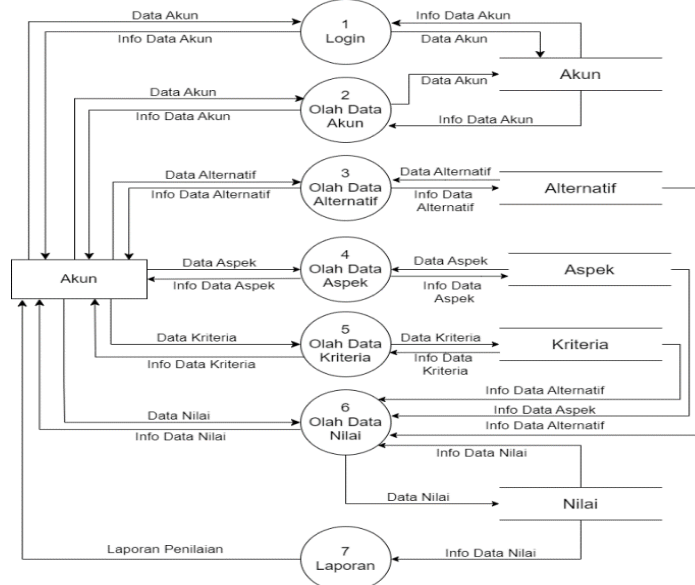 Data Akun
Info Data Akun
1
Login
Info Data Akun
Data Akun
Akun
Data Akun
Info Data Akun
2
Olah Data
Akun
Data Akun
Info Data Akun
Data Alternatif
Info Data Alternatif
3
Olah Data
Alternatif
Data Alternatif
Info Data
Alternatif
Alternatif
Akun
Data Aspek
Info Data Aspek
4
Olah Data
Aspek
Data Aspek
Info Data
Aspek
Aspek
Data Kriteria
Info Data Kriteria
5
Olah Data
Kriteria
Data Kriteria
Info Data
Kriteria
Kriteria
Data Nilai
Info Data Nilai
6
Olah Data
Nilai
Info Data Alternatif
Info Data Aspek
Info Data Alternatif
Info Data Nilai
Data Nilai
Nilai
Laporan Penilaian
7
Laporan
Info Data Nilai